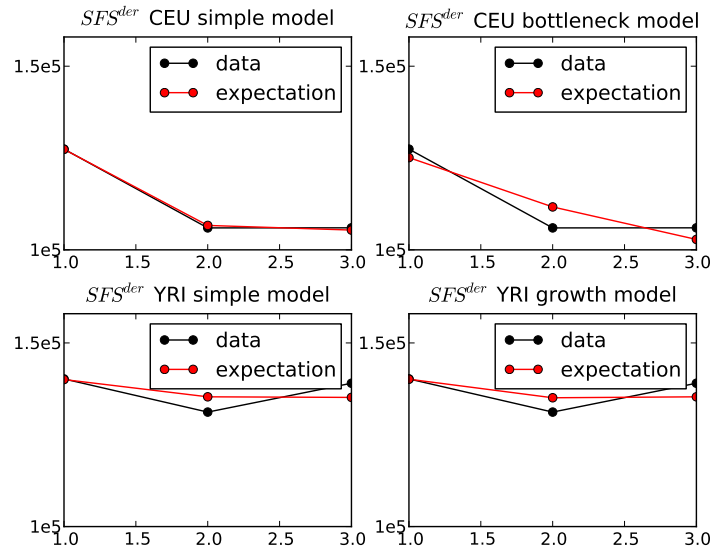 SFS^der CEU simple model
data
expectation
1.5e5
1e5
1.0 1.5 2.0 2.5 3.0
SFS^der CEU bottleneck model
data
expectation
1.5e5
1e5
1.0 1.5 2.0 2.5 3.0
SFS^der YRI simple model
data
expectation
1.5e5
1e5
1.0 1.5 2.0 2.5 3.0
SFS^der YRI growth model
data
expectation
1.5e5
1e5
1.0 1.5 2.0 2.5 3.0